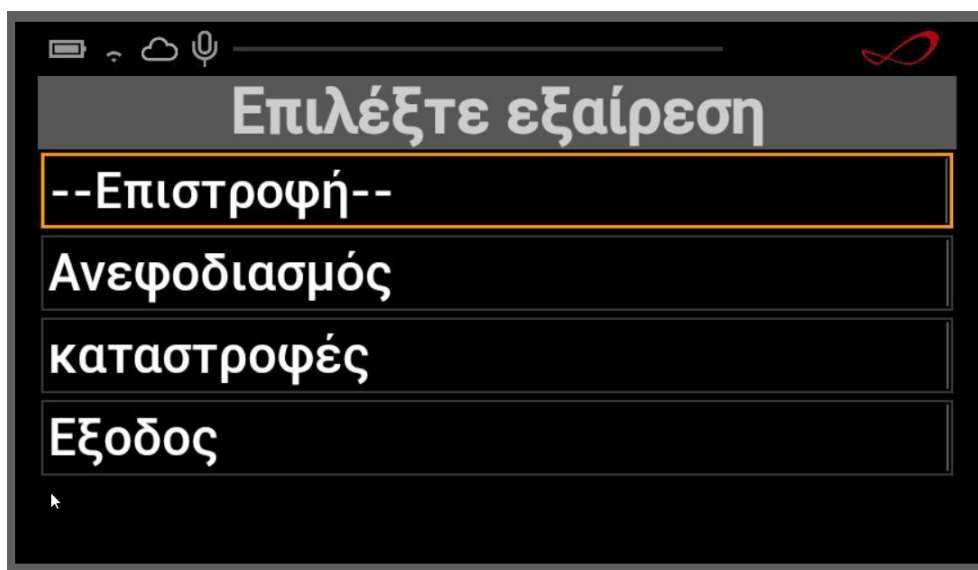 Επιλέξτε εξαίρεση
--Επιστροφή--
Ανεφοδιασμός
καταστροφές
Εξοδος